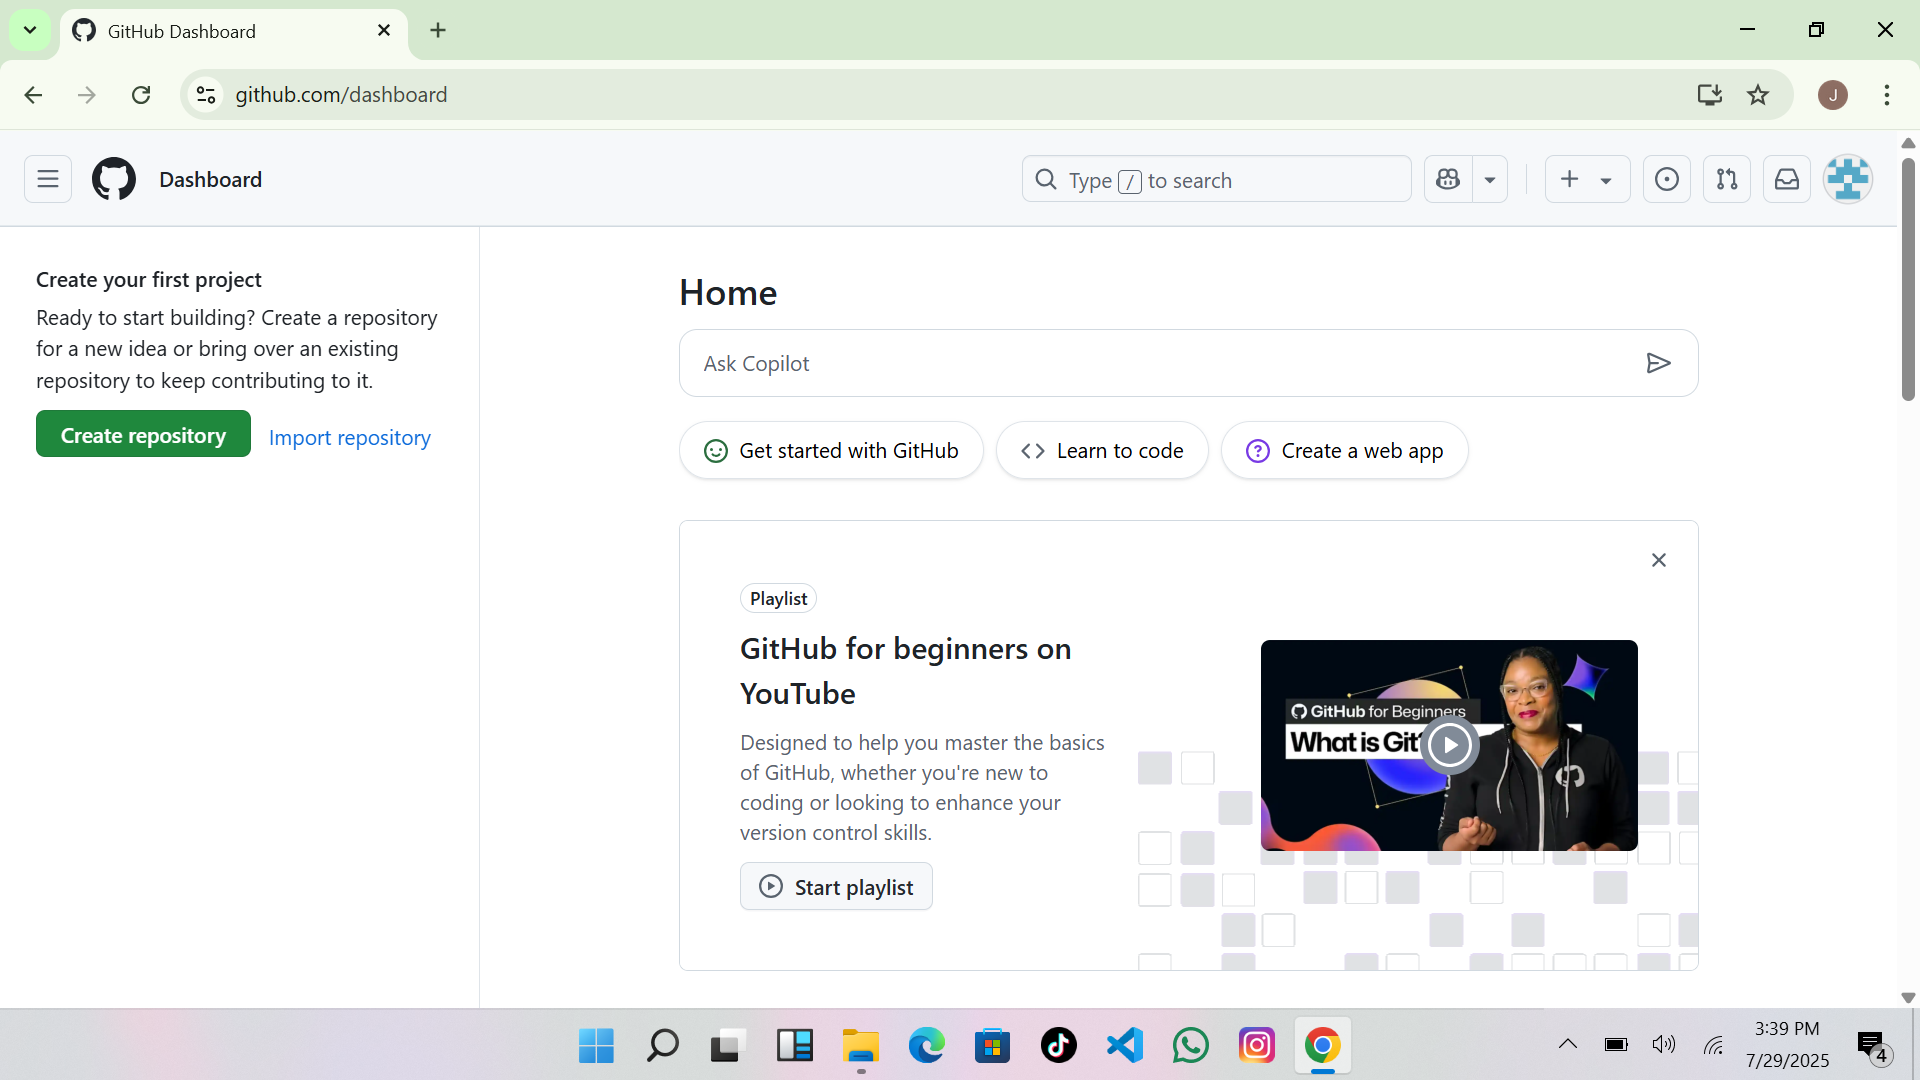 GitHub Dashboard
github.com/dashboard
J
Dashboard
Type / to search
Create your first project
Ready to start building? Create a repository
for a new idea or bring over an existing
repository to keep contributing to it.
Create repository
Import repository
Home
Ask Copilot
Get started with GitHub
Learn to code
Create a web app
Playlist
GitHub for beginners on
YouTube
Designed to help you master the basics
of GitHub, whether you're new to
coding or looking to enhance your
version control skills.
Start playlist
GitHub for Beginners
What is Git?
3:39 PM
7/29/2025
4